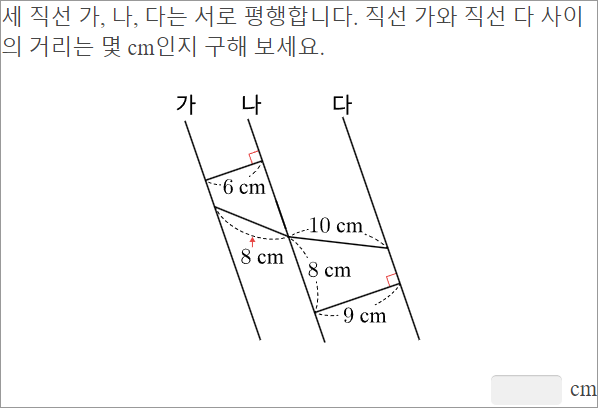 세 직선 가, 나, 다는 서로 평행합니다. 직선 가와 직선 다 사이
의 거리는 몇 cm인지 구해 보세요.
가 나 다
6 cm
10 cm
8 cm
8 cm
9 cm
cm